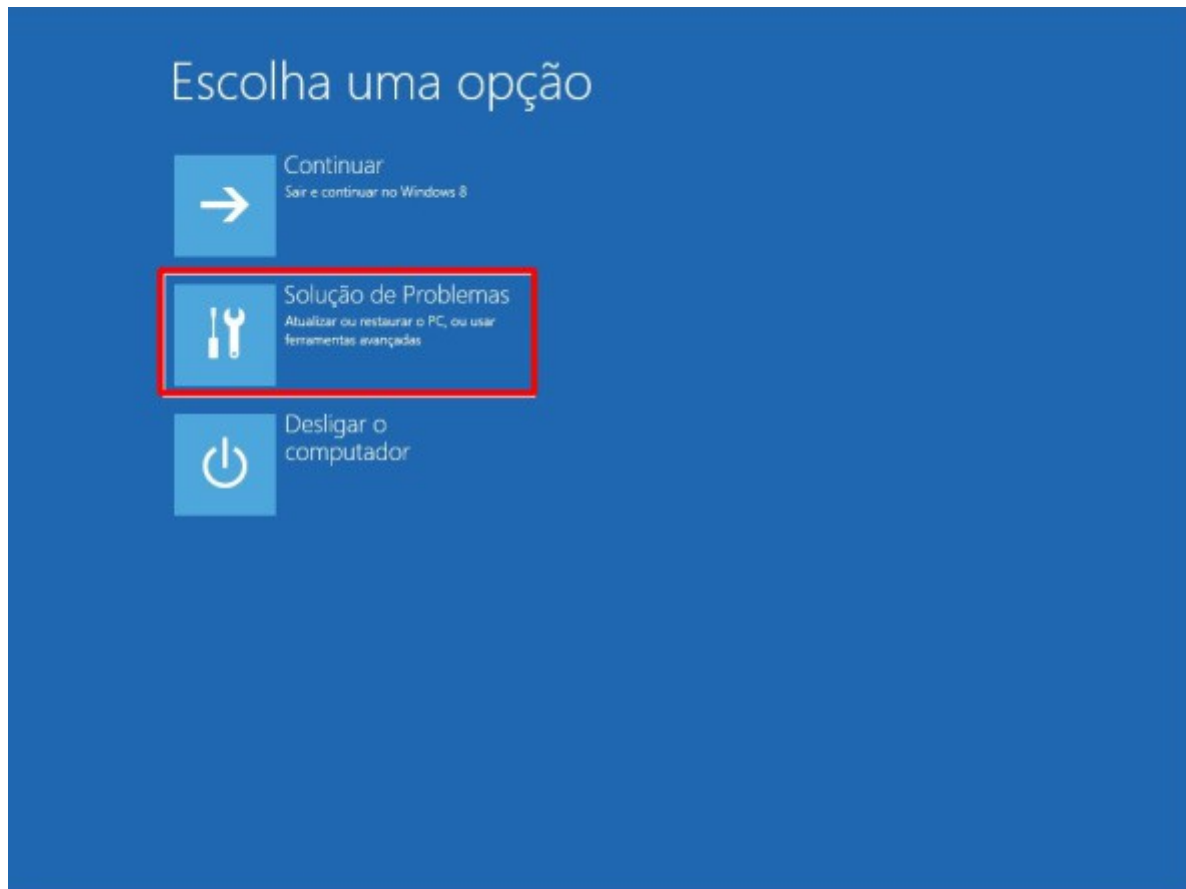 Escolha uma opção
Continuar
Sair e continuar no Windows 8
Solução de Problemas
Atualizar ou restaurar o PC, ou usar
ferramentas avançadas
Desligar o
computador